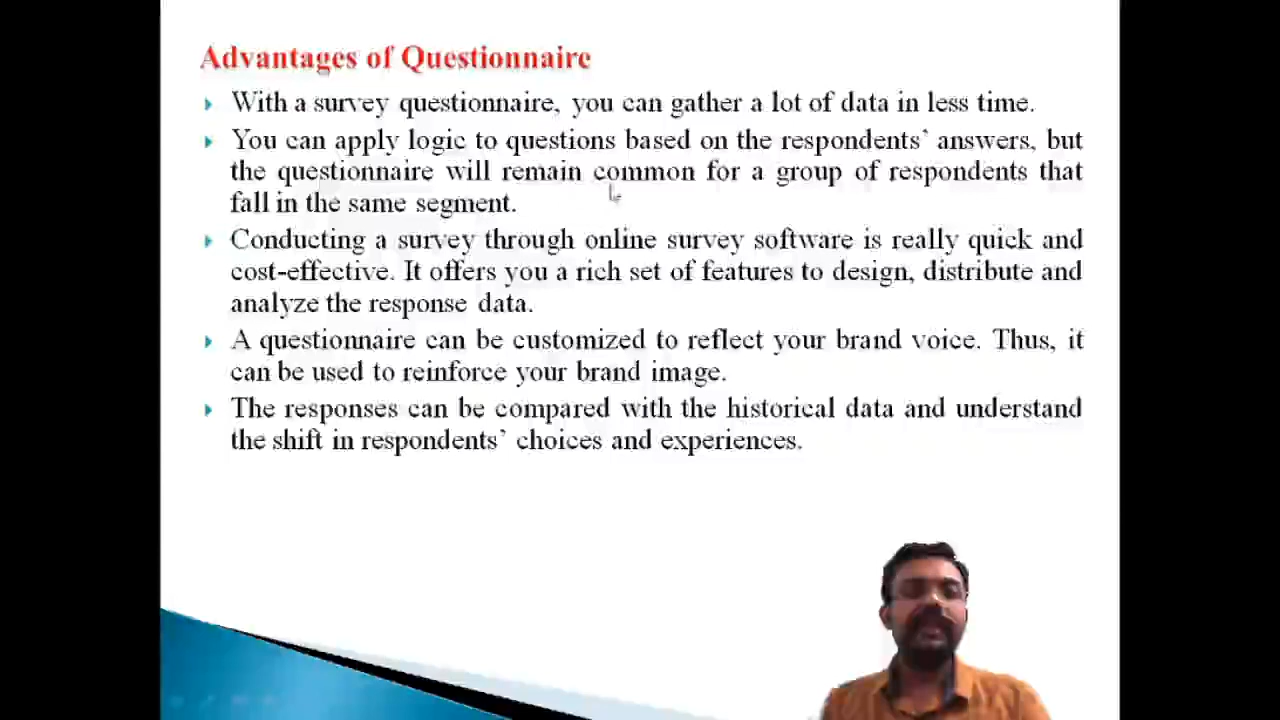 Advantages of Questionnaire
With a survey questionnaire, you can gather a lot of data in less time.
You can apply logic to questions based on the respondents' answers, but
the questionnaire will remain common for a group of respondents that
fall in the same segment.
Conducting a survey through online survey software is really quick and
cost-effective. It offers you a rich set of features to design, distribute and
analyze the response data.
A questionnaire can be customized to reflect your brand voice. Thus, it
can be used to reinforce your brand image.
The responses can be compared with the historical data and understand
the shift in respondents' choices and experiences.